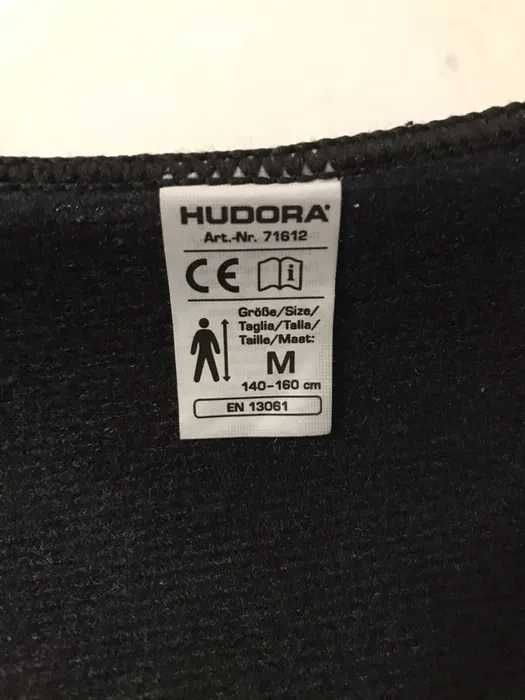 HUDORA
Art.-Nr. 71612
CE i
Größe/Size/
Taglia/Talla/
Taille/Maat:
M
140-160 cm
EN 13061